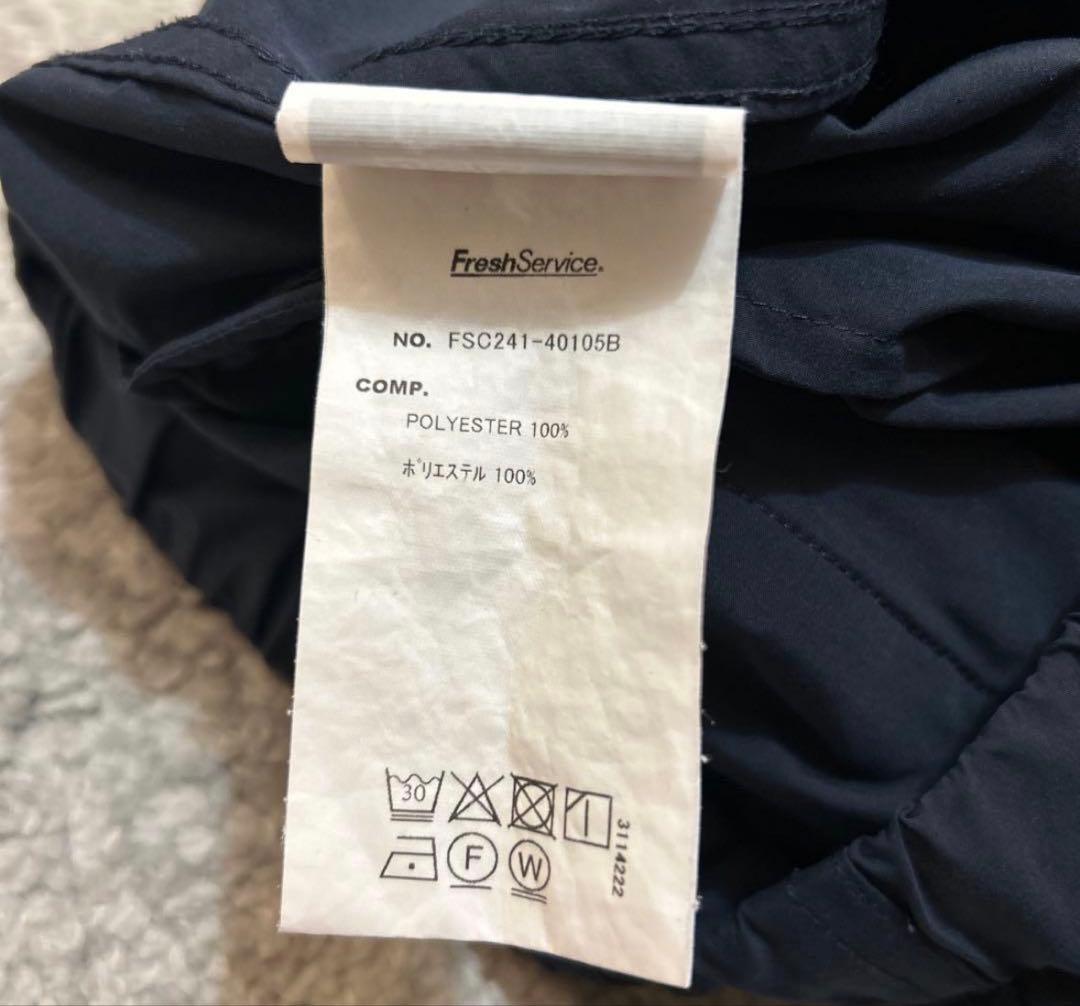 FreshService.
NO. FSC241-40105B
COMP.
POLYESTER 100%
ﾎﾟﾘｴｽﾃﾙ 100%
30
F W
3114222